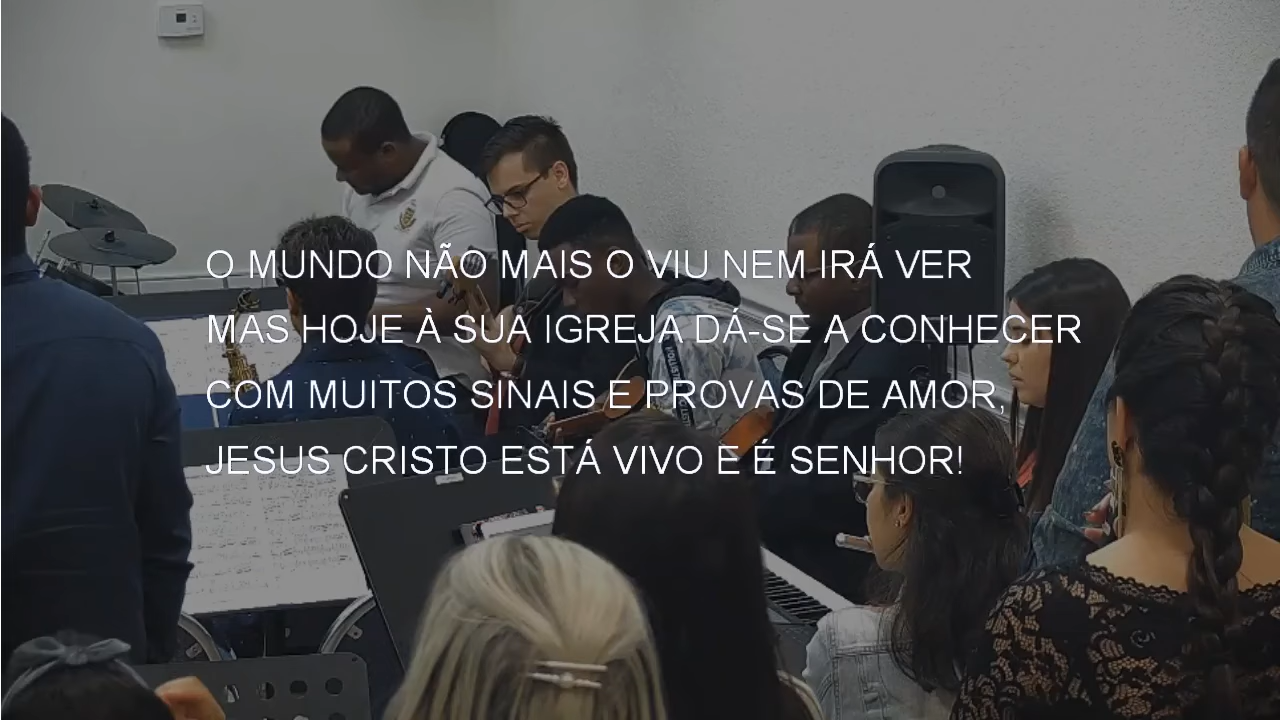 O MUNDO NÃO MAIS O VIU NEM IRÁ VER
MAS HOJE À SUA IGREJA DÁ-SE A CONHECER
COM MUITOS SINAIS E PROVAS DE AMOR,
JESUS CRISTO ESTÁ VIVO E É SENHOR!